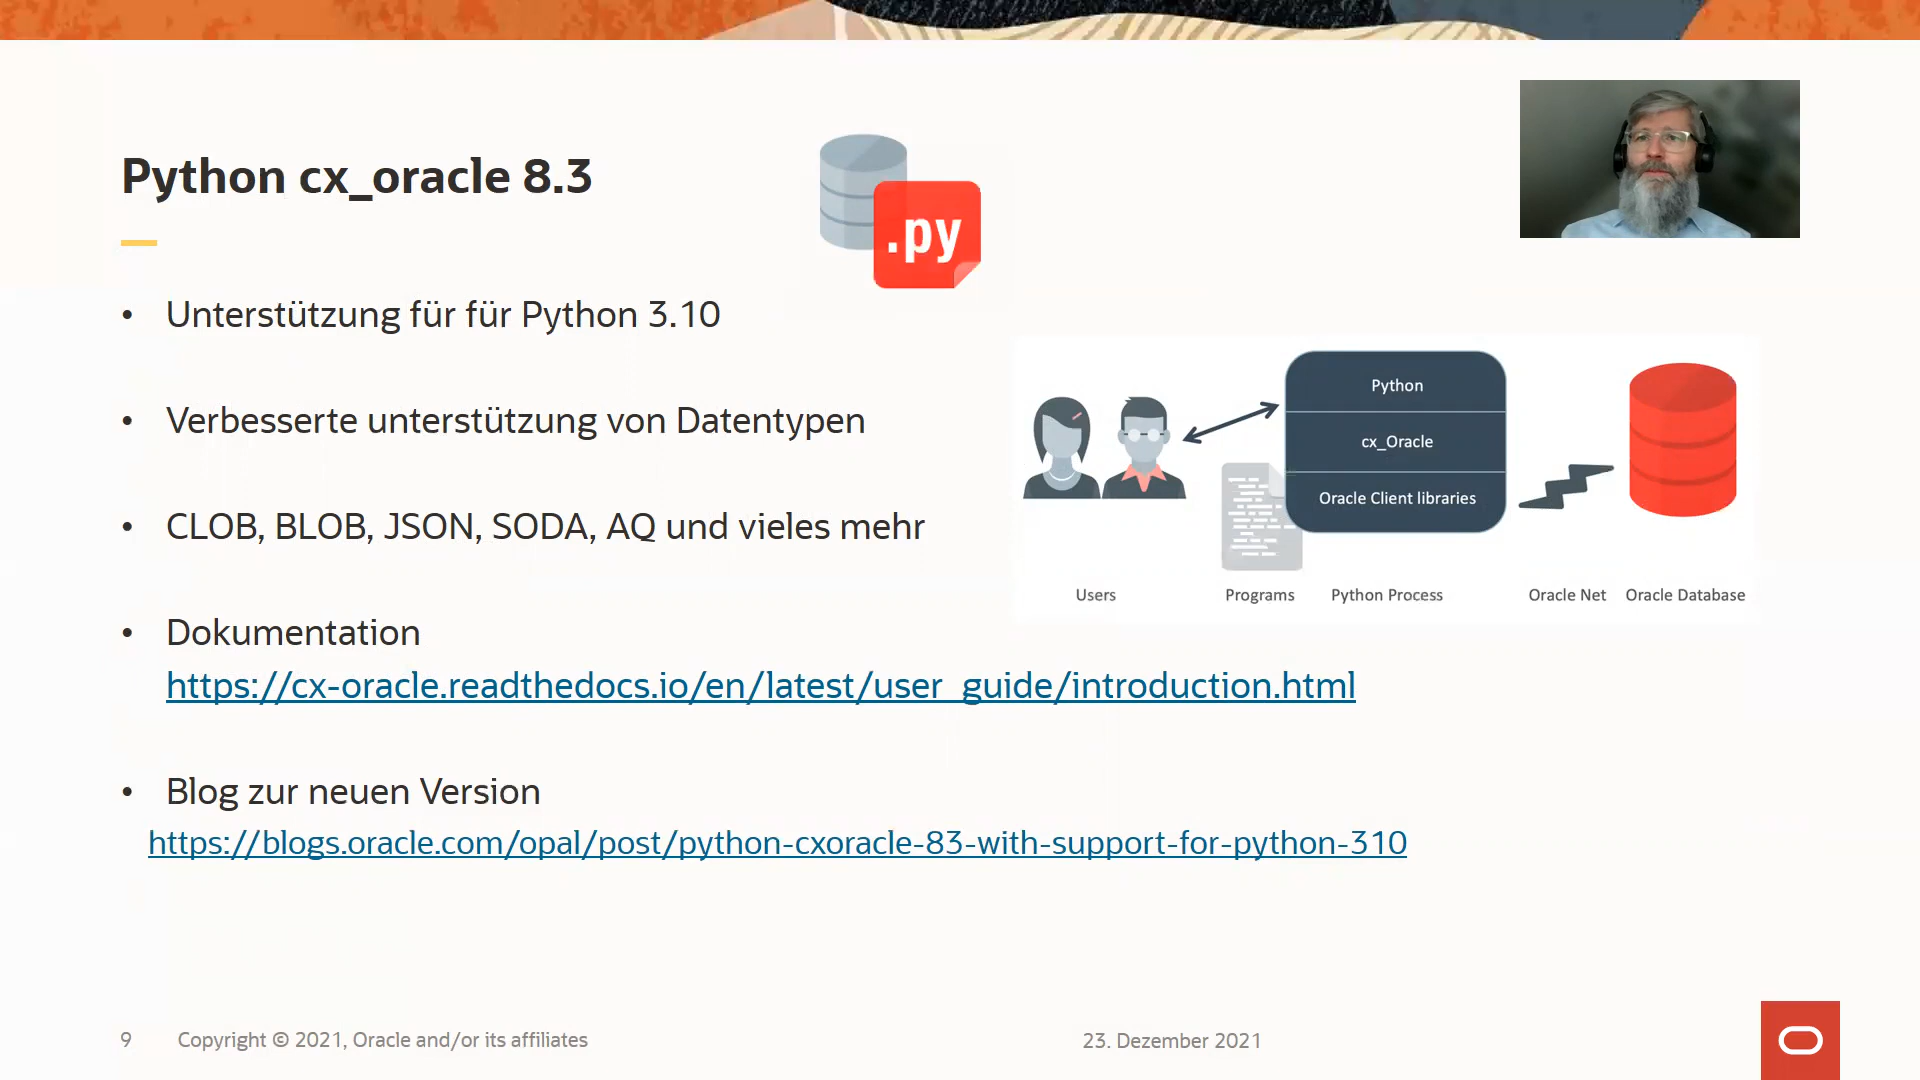 Python cx_oracle 8.3
.py
• Unterstützung für für Python 3.10
• Verbesserte unterstützung von Datentypen
• CLOB, BLOB, JSON, SODA, AQ und vieles mehr
Python
cx_Oracle
Oracle Client libraries
Users
Programs
Python Process
Oracle Net
Oracle Database
• Dokumentation
https://cx-oracle.readthedocs.io/en/latest/user_guide/introduction.html
• Blog zur neuen Version
https://blogs.oracle.com/opal/post/python-cxoracle-83-with-support-for-python-310
9
Copyright © 2021, Oracle and/or its affiliates
23. Dezember 2021